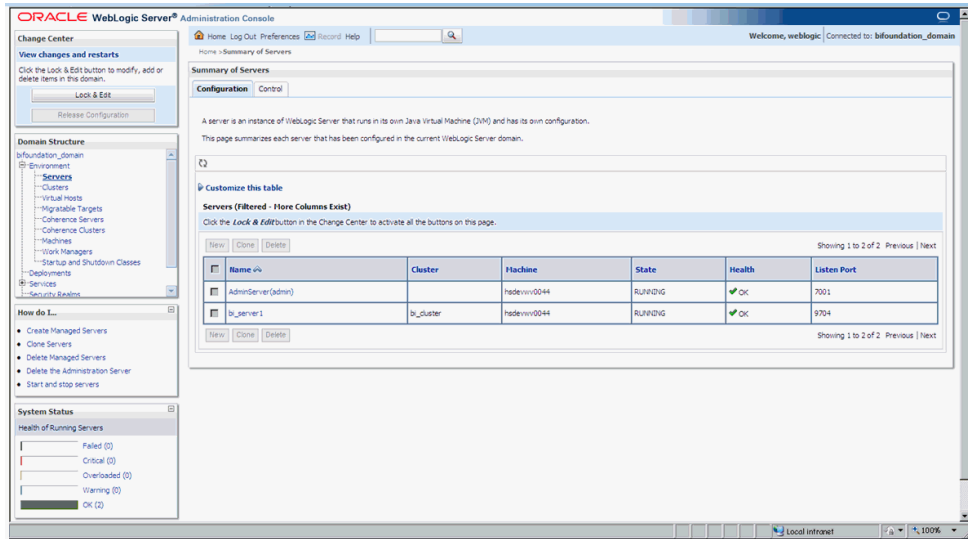 ORACLE WebLogic Server® Administration Console
Change Center
View changes and restarts
Click the Lock & Edit button to modify, add or
delete items in this domain.
Lock & Edit
Release Configuration
Domain Structure
bifoundation_domain
Environment
Servers
Clusters
Virtual Hosts
Migratable Targets
Coherence Servers
Coherence Clusters
Machines
Work Managers
Startup and Shutdown Classes
Deployments
Services
Security Realms
How do I...
Create Managed Servers
Clone Servers
Delete Managed Servers
Delete the Administration Server
Start and stop servers
System Status
Health of Running Servers
Failed (0)
Critical (0)
Overloaded (0)
Warning (0)
OK (2)
Home Log Out Preferences Record Help
Welcome, weblogic Connected to: bifoundation_domain
Home >Summary of Servers
Summary of Servers
Configuration Control
A server is an instance of WebLogic Server that runs in its own Java Virtual Machine (JVM) and has its own configuration.
This page summarizes each server that has been configured in the current WebLogic Server domain.
Customize this table
Servers (Filtered - More Columns Exist)
Click the Lock & Edit button in the Change Center to activate all the buttons on this page.
New Clone Delete Showing 1 to 2 of 2 Previous | Next
Name Cluster Machine State Health Listen Port
AdminServer(admin) hsdevwv0044 RUNNING OK 7001
bi_server1 bi_cluster hsdevwv0044 RUNNING OK 9704
New Clone Delete Showing 1 to 2 of 2 Previous | Next
Local intranet 100%